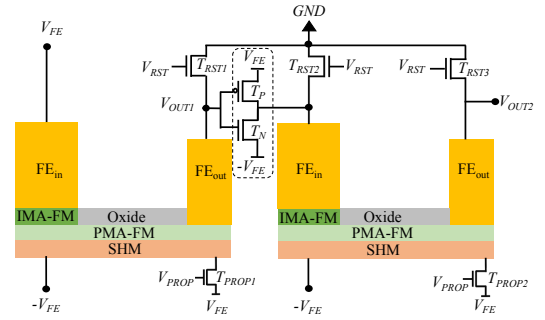 GND
V_FE
V_RST T_RST1 V_FE T_RST2 V_RST V_RST T_RST3
V_OUT1 T_P V_OUT2
T_N
-V_FE
FE_in FE_out FE_in FE_out
IMA-FM Oxide IMA-FM Oxide
PMA-FM PMA-FM
SHM SHM
V_PROP T_PROP1 V_PROP T_PROP2
-V_FE V_FE -V_FE V_FE